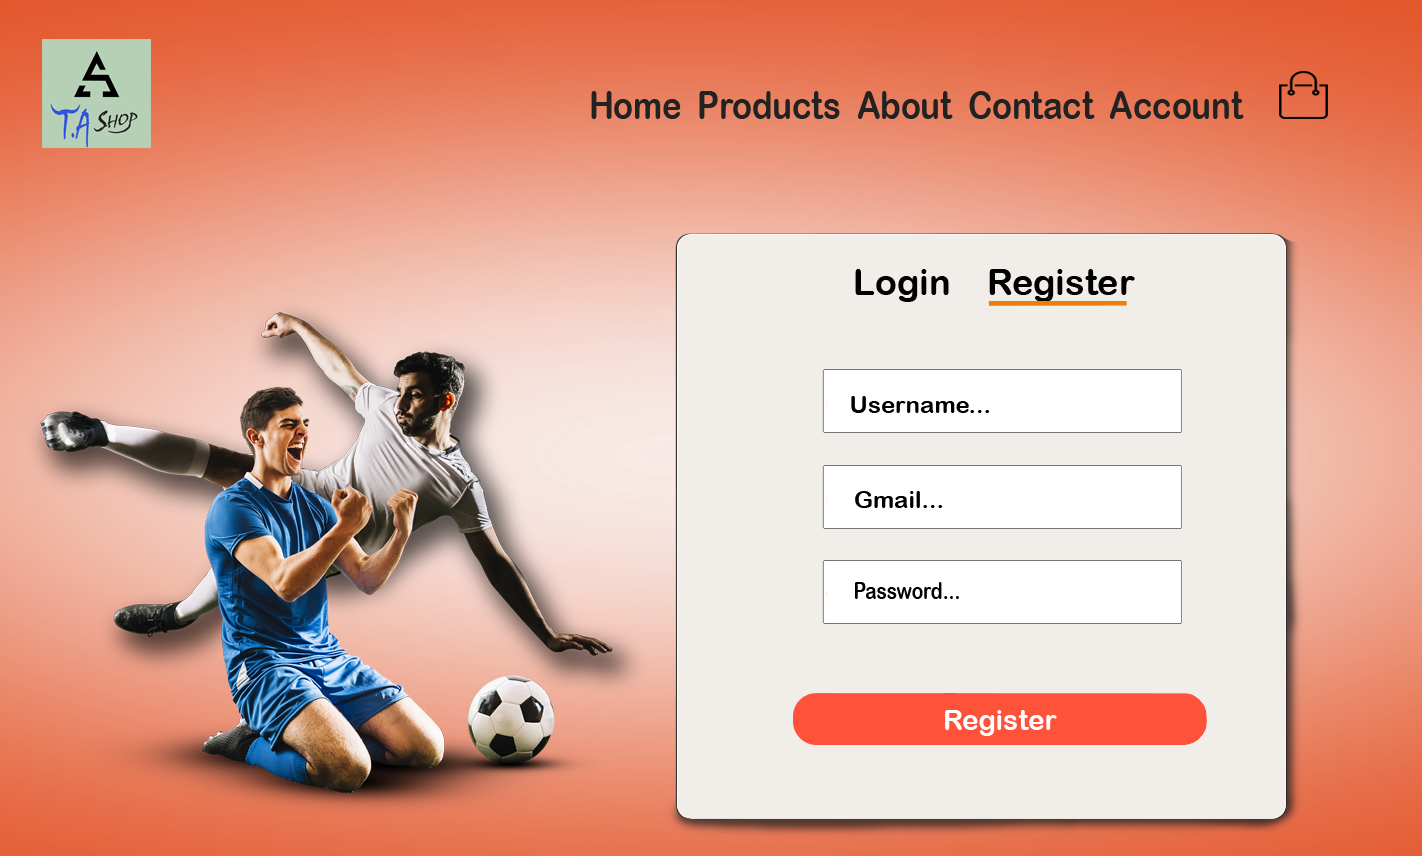 T.A SHOP
Home Products About Contact Account
Login Register
Username...
Gmail...
Password...
Register